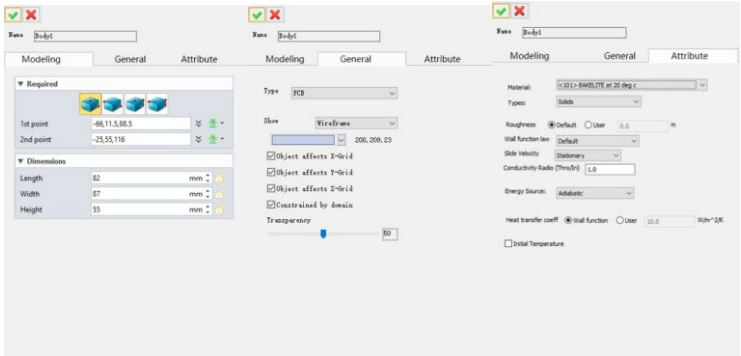 Name Body1
Modeling General Attribute
Required
1st point -66,11.5,88.5
2nd point -25,55,116
Dimensions
Length 82 mm
Width 87 mm
Height 55 mm
Name Body1
Modeling General Attribute
Type PCB
Show Wireframe
200,209,23
Object affects X-Grid
Object affects Y-Grid
Object affects Z-Grid
Constrained by domain
Transparency
50
Name Body1
Modeling General Attribute
Material: <101> BAKELITE at 20 deg c
Types: Solids
Roughness Default User 0.0 m
Wall function law Default
Slide Velocity Stationary
Conductivity Radio (Thro/In) 1.0
Energy Source: Adiabatic
Heat transfer coeff Wall function User 10.0 W/m^2/K
Initial Temperature